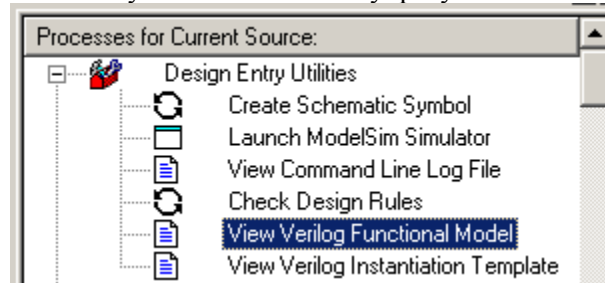 Processes for Current Source:
Design Entry Utilities
Create Schematic Symbol
Launch ModelSim Simulator
View Command Line Log File
Check Design Rules
View Verilog Functional Model
View Verilog Instantiation Template